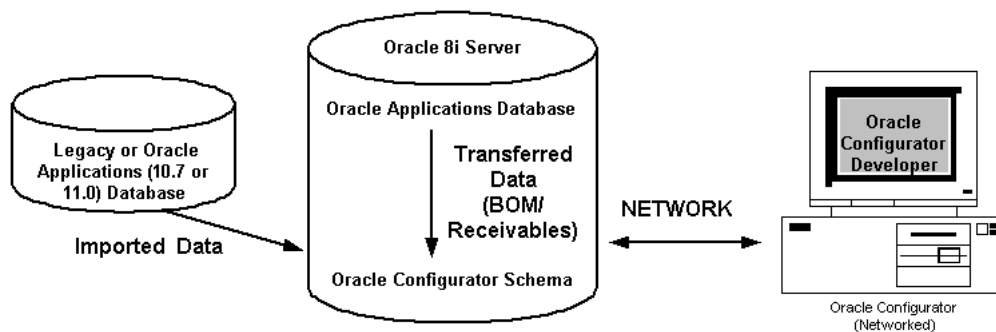 Oracle 8i Server
Oracle Applications Database
Legacy or Oracle
Applications (10.7 or
11.0) Database
Imported Data
Transferred
Data
(BOM/
Receivables)
Oracle Configurator Schema
NETWORK
Oracle
Configurator
Developer
Oracle Configurator
(Networked)